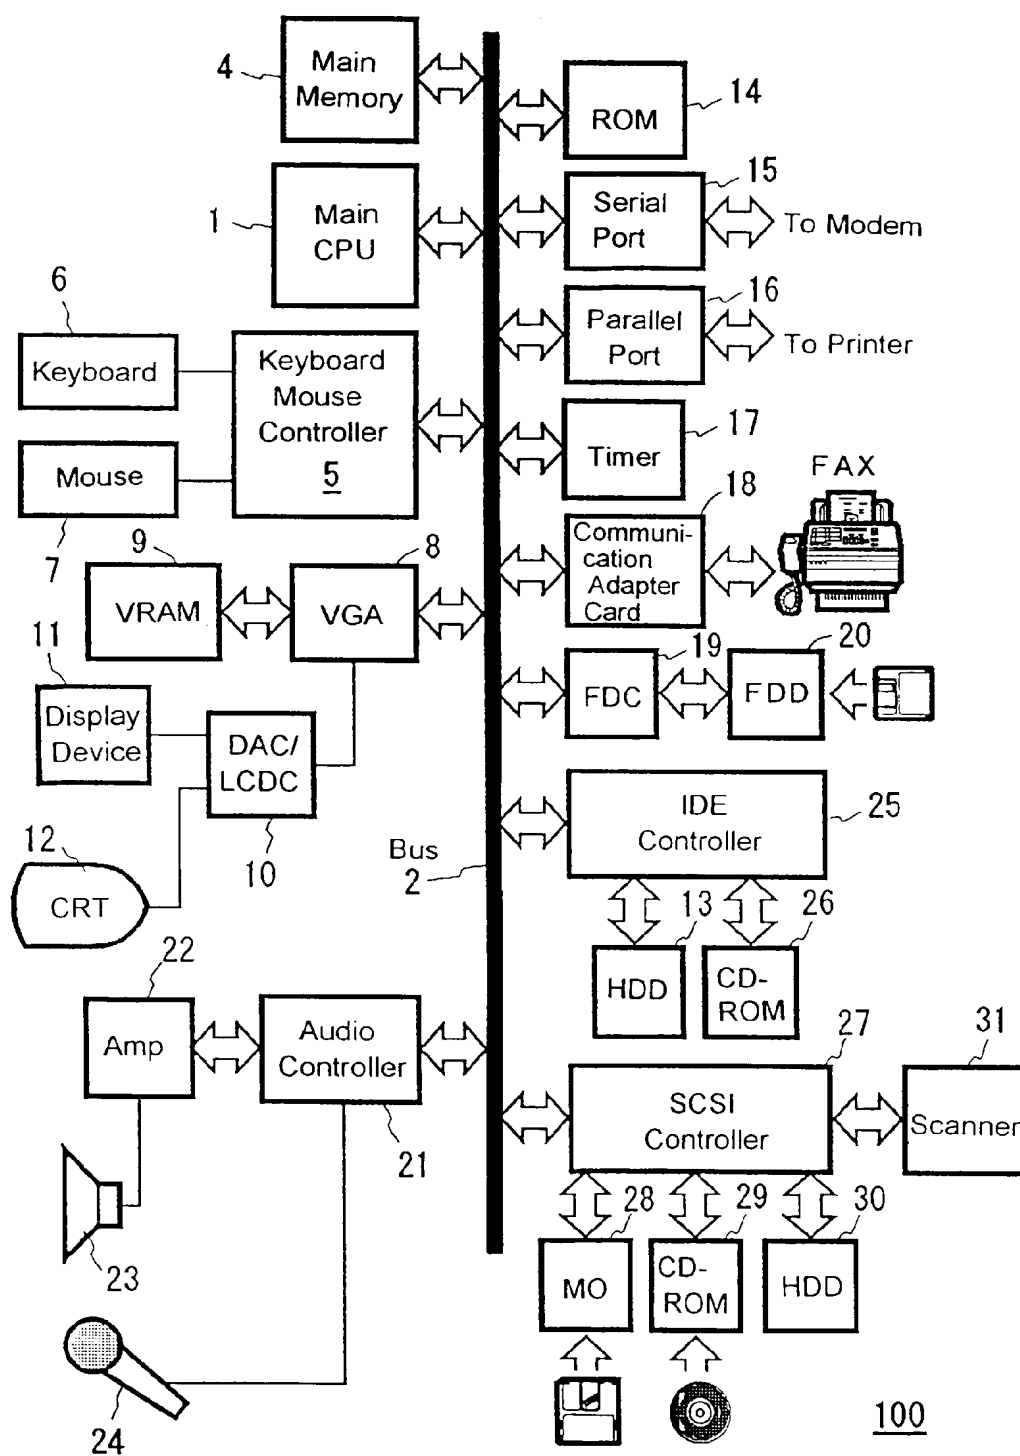 4
Main
Memory
14
ROM
1
Main
CPU
15
Serial
Port
To Modem
16
Parallel
Port
To Printer
6
Keyboard
Keyboard
Mouse
Controller
5
Mouse
7
17
Timer
FAX
18
Communi-
cation
Adapter
Card
9
VRAM
8
VGA
19
FDC
20
FDD
11
Display
Device
DAC/
LCDC
10
12
CRT
Bus
2
IDE
Controller
25
13
HDD
26
CD-
ROM
22
Amp
Audio
Controller
21
27
SCSI
Controller
31
Scanner
23
24
28
MO
29
CD-
ROM
30
HDD
100